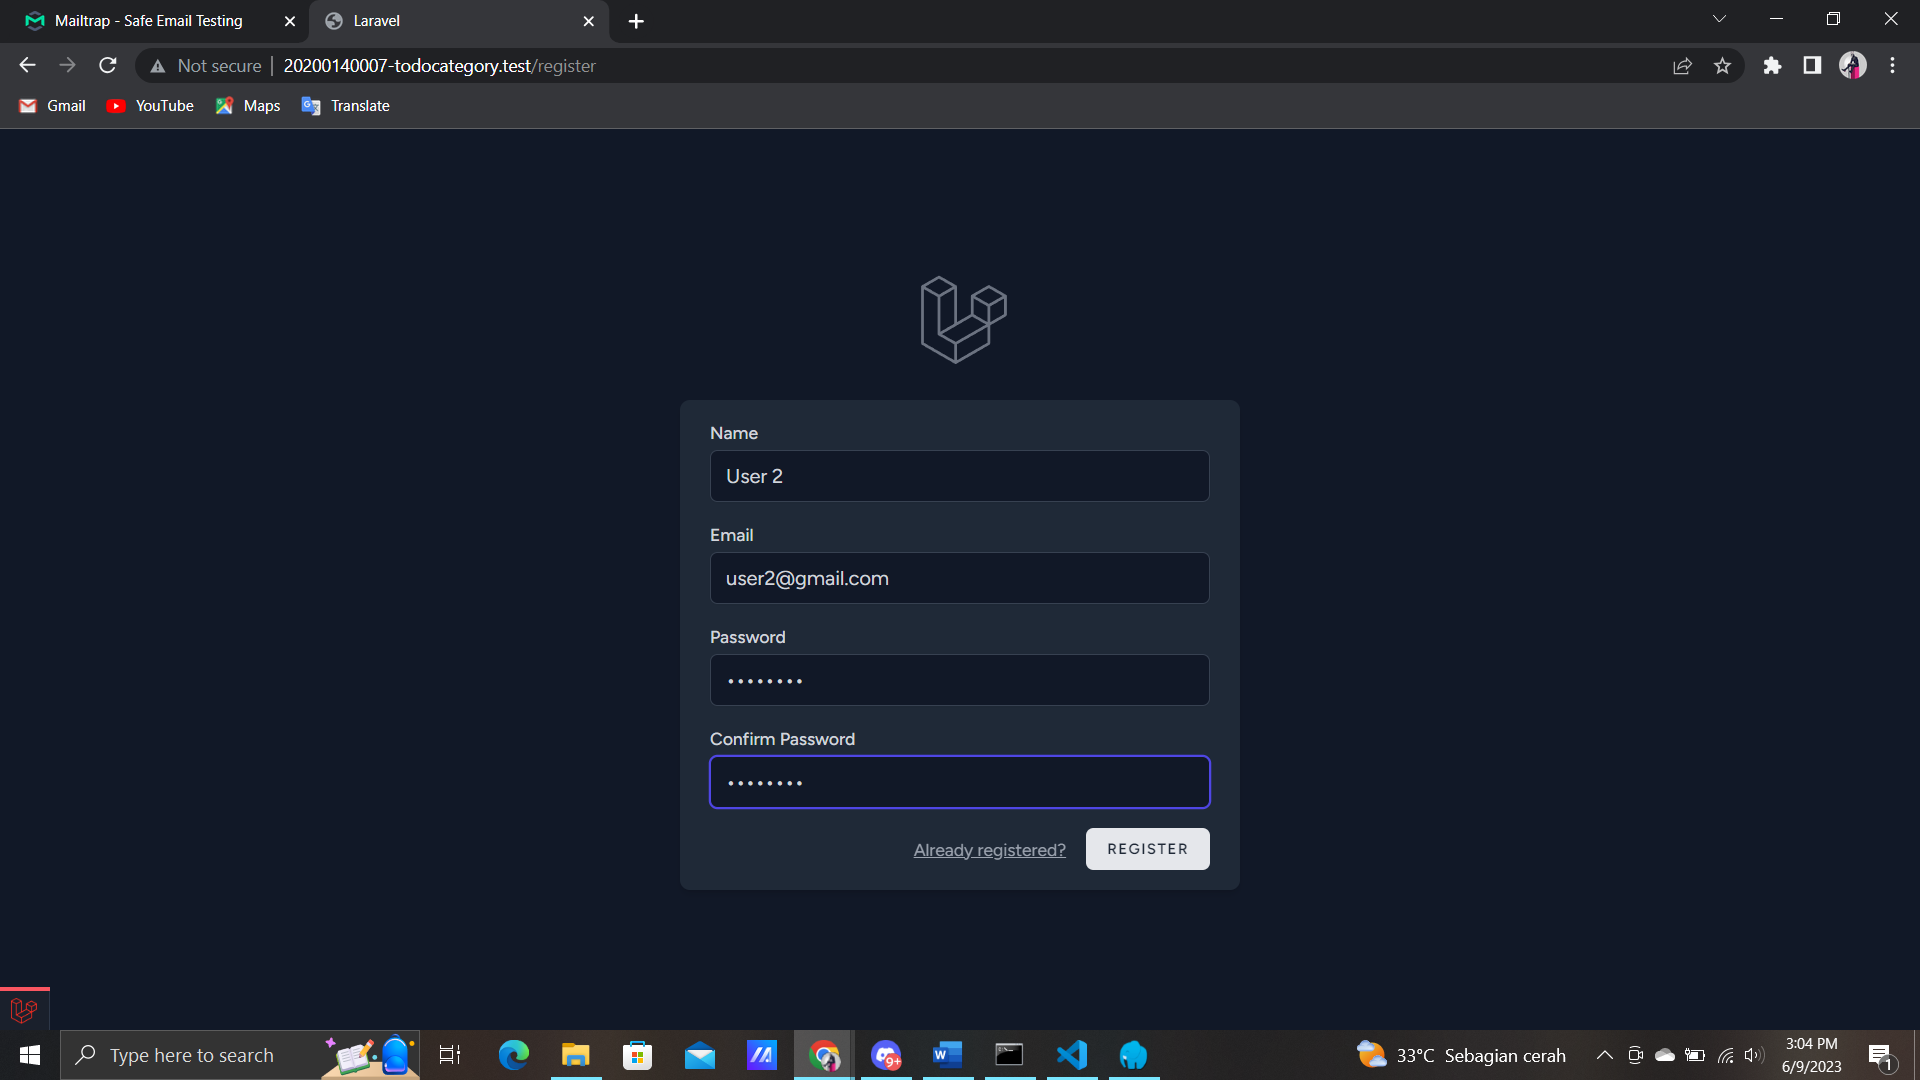 Mailtrap - Safe Email Testing
Laravel
Not secure
20200140007-todocategory.test/register
Gmail
YouTube
Maps
Translate
Name
User 2
Email
user2@gmail.com
Password
••••••••
Confirm Password
••••••••
Already registered?
REGISTER
Type here to search
9+
33°C Sebagian cerah
3:04 PM
6/9/2023
1